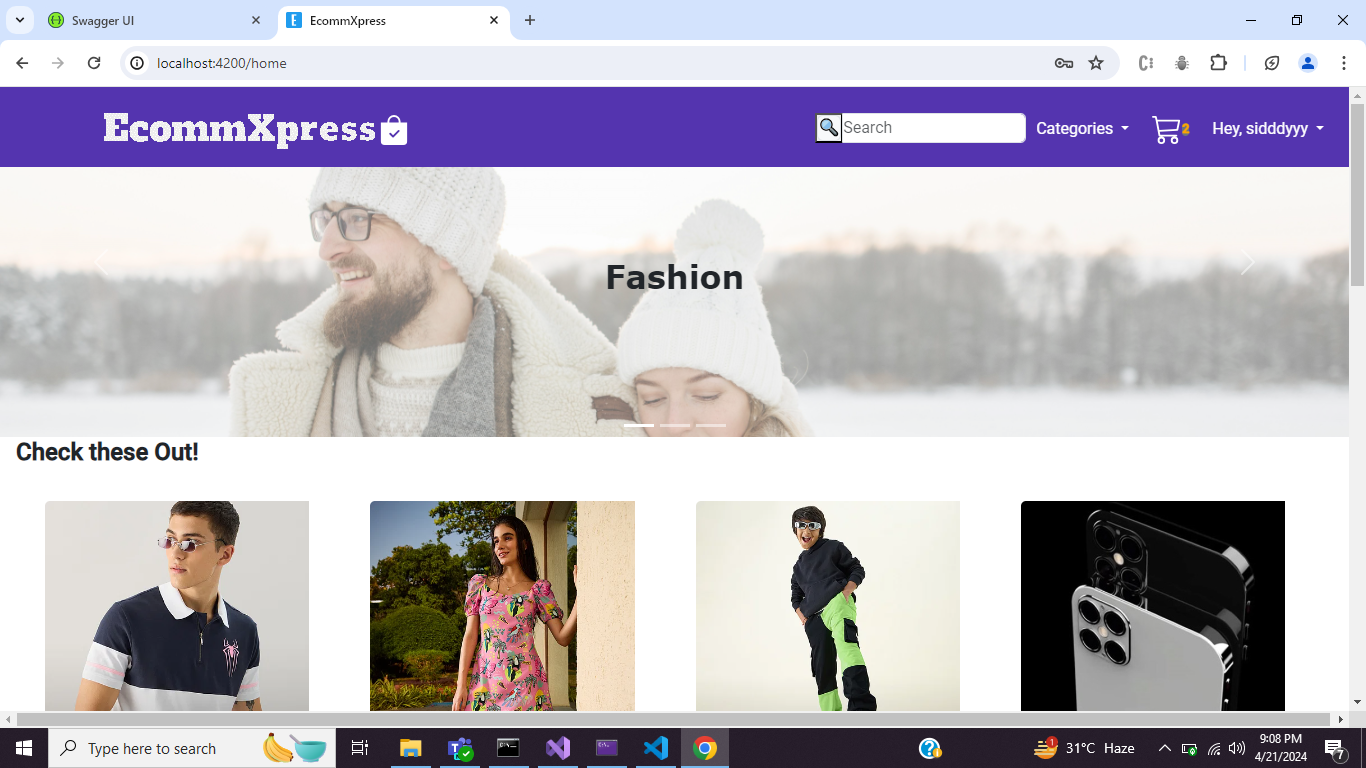 Swagger UI
EcommXpress
localhost:4200/home
EcommXpress
Search
Categories
2
Hey, sidddyyy
Fashion
Check these Out!
Type here to search
1
31°C Haze
9:08 PM
4/21/2024
7